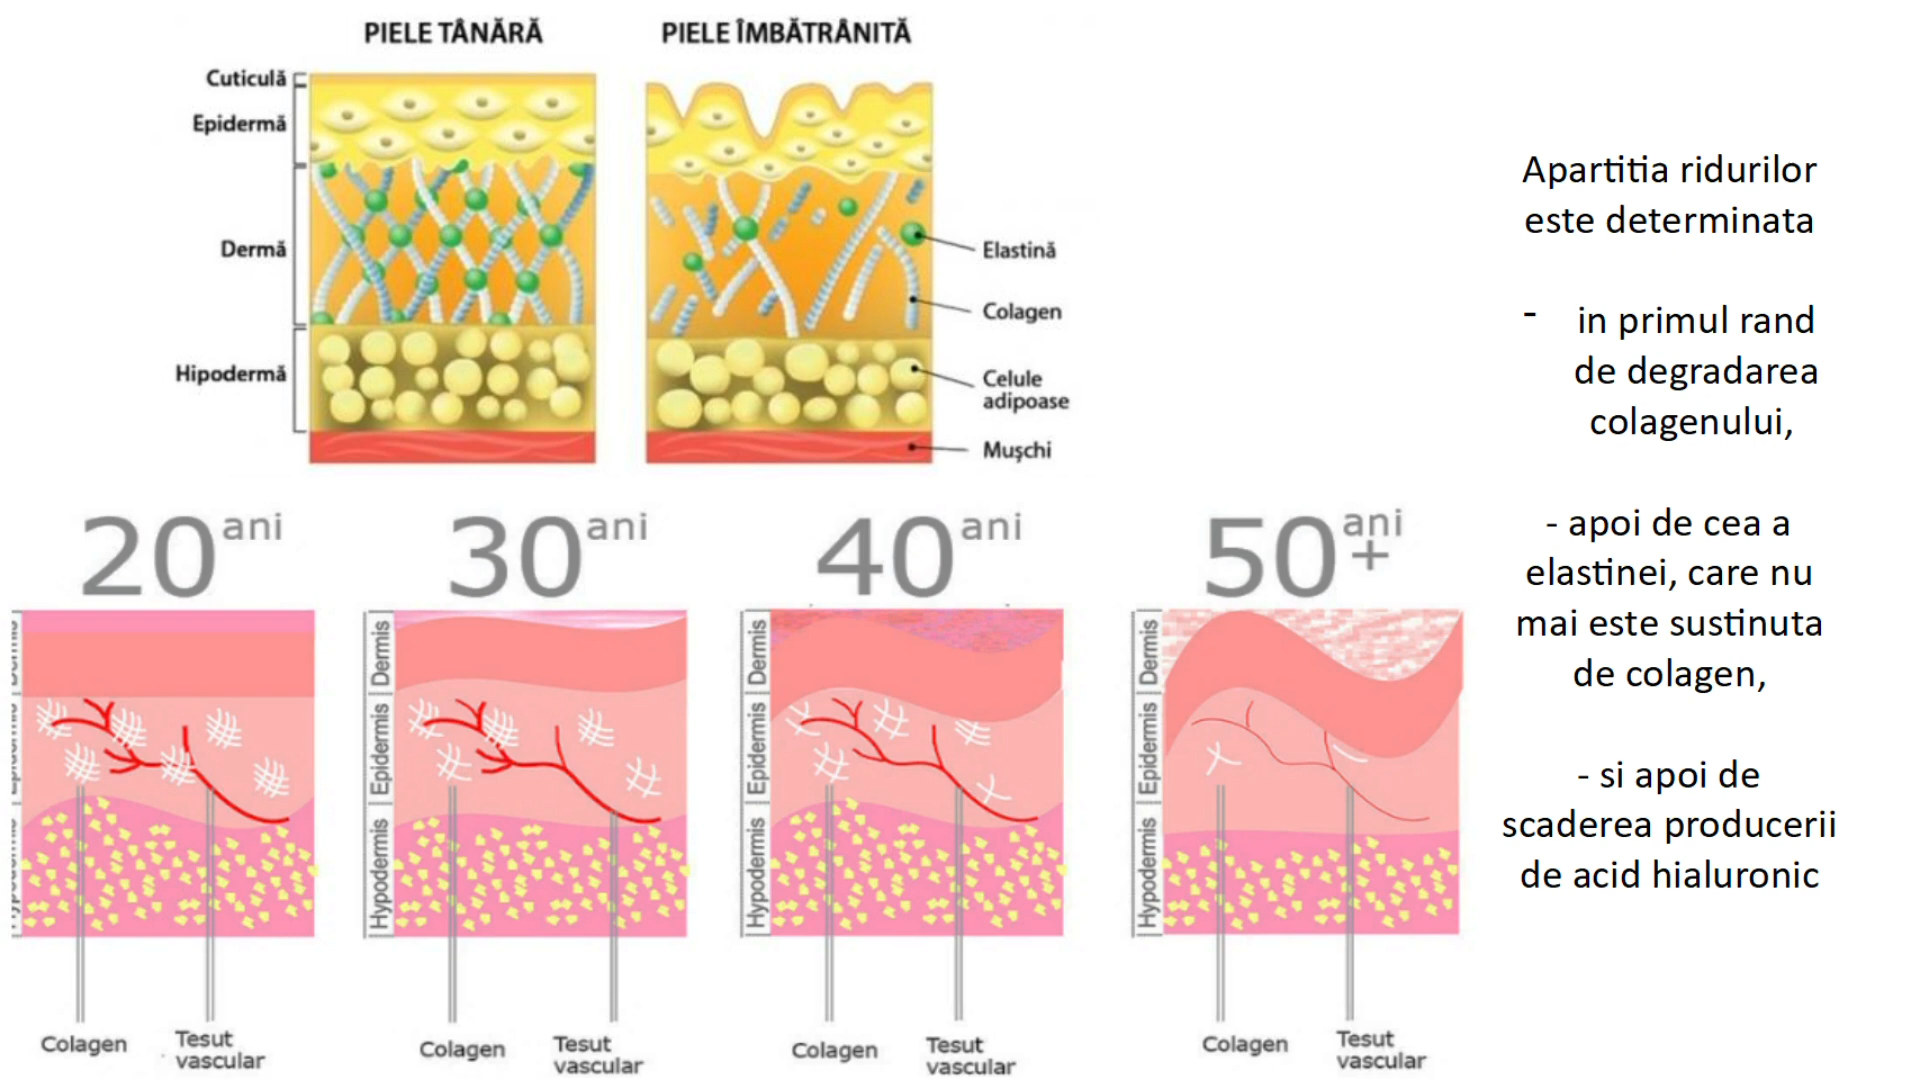 PIELE TÂNĂRĂ
PIELE ÎMBĂTRÂNITĂ
Cuticulă
Epidermă
Dermă
Hipodermă
Elastină
Colagen
Celule
adipoase
Mușchi
20 ani
30 ani
40 ani
50 ani
+
Dermis
Epidermis
Hypodermis
Colagen
Tesut
vascular
Dermis
Epidermis
Hypodermis
Colagen
Tesut
vascular
Dermis
Epidermis
Hypodermis
Colagen
Tesut
vascular
Dermis
Epidermis
Hypodermis
Colagen
Tesut
vascular
Apartitia ridurilor
este determinata
- in primul rand
de degradarea
colagenului,
- apoi de cea a
elastinei, care nu
mai este sustinuta
de colagen,
- si apoi de
scaderea producerii
de acid hialuronic